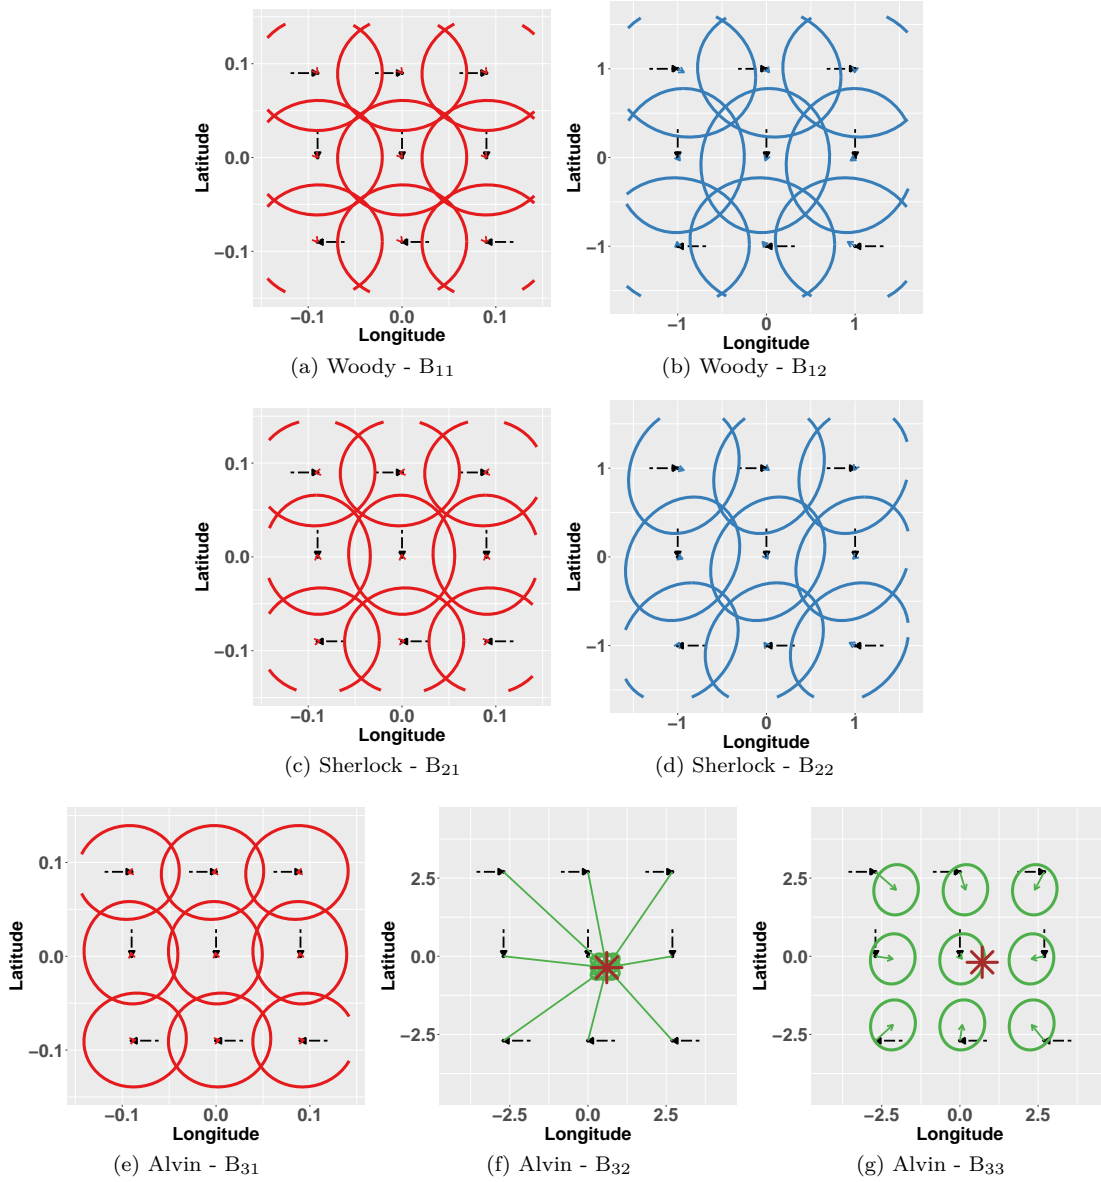 0.1
0.0
−0.1
Latitude
−0.1 0.0 0.1
Longitude
(a) Woody - B11
1
0
−1
Latitude
−1 0 1
Longitude
(b) Woody - B12
0.1
0.0
−0.1
Latitude
−0.1 0.0 0.1
Longitude
(c) Sherlock - B21
1
0
−1
Latitude
−1 0 1
Longitude
(d) Sherlock - B22
0.1
0.0
−0.1
Latitude
−0.1 0.0 0.1
Longitude
(e) Alvin - B31
2.5
0.0
−2.5
Latitude
−2.5 0.0 2.5
Longitude
(f) Alvin - B32
2.5
0.0
−2.5
Latitude
−2.5 0.0 2.5
Longitude
(g) Alvin - B33